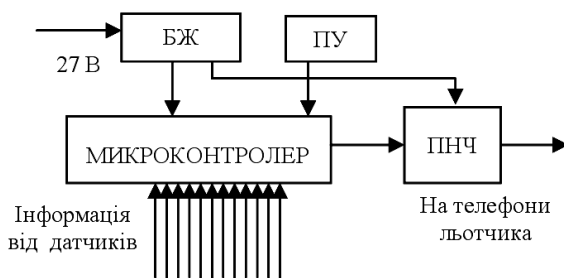 БЖ
ПУ
27 В
МИКРОКОНТРОЛЕР
ПНЧ
Інформація
від датчиків
На телефони
льотчика